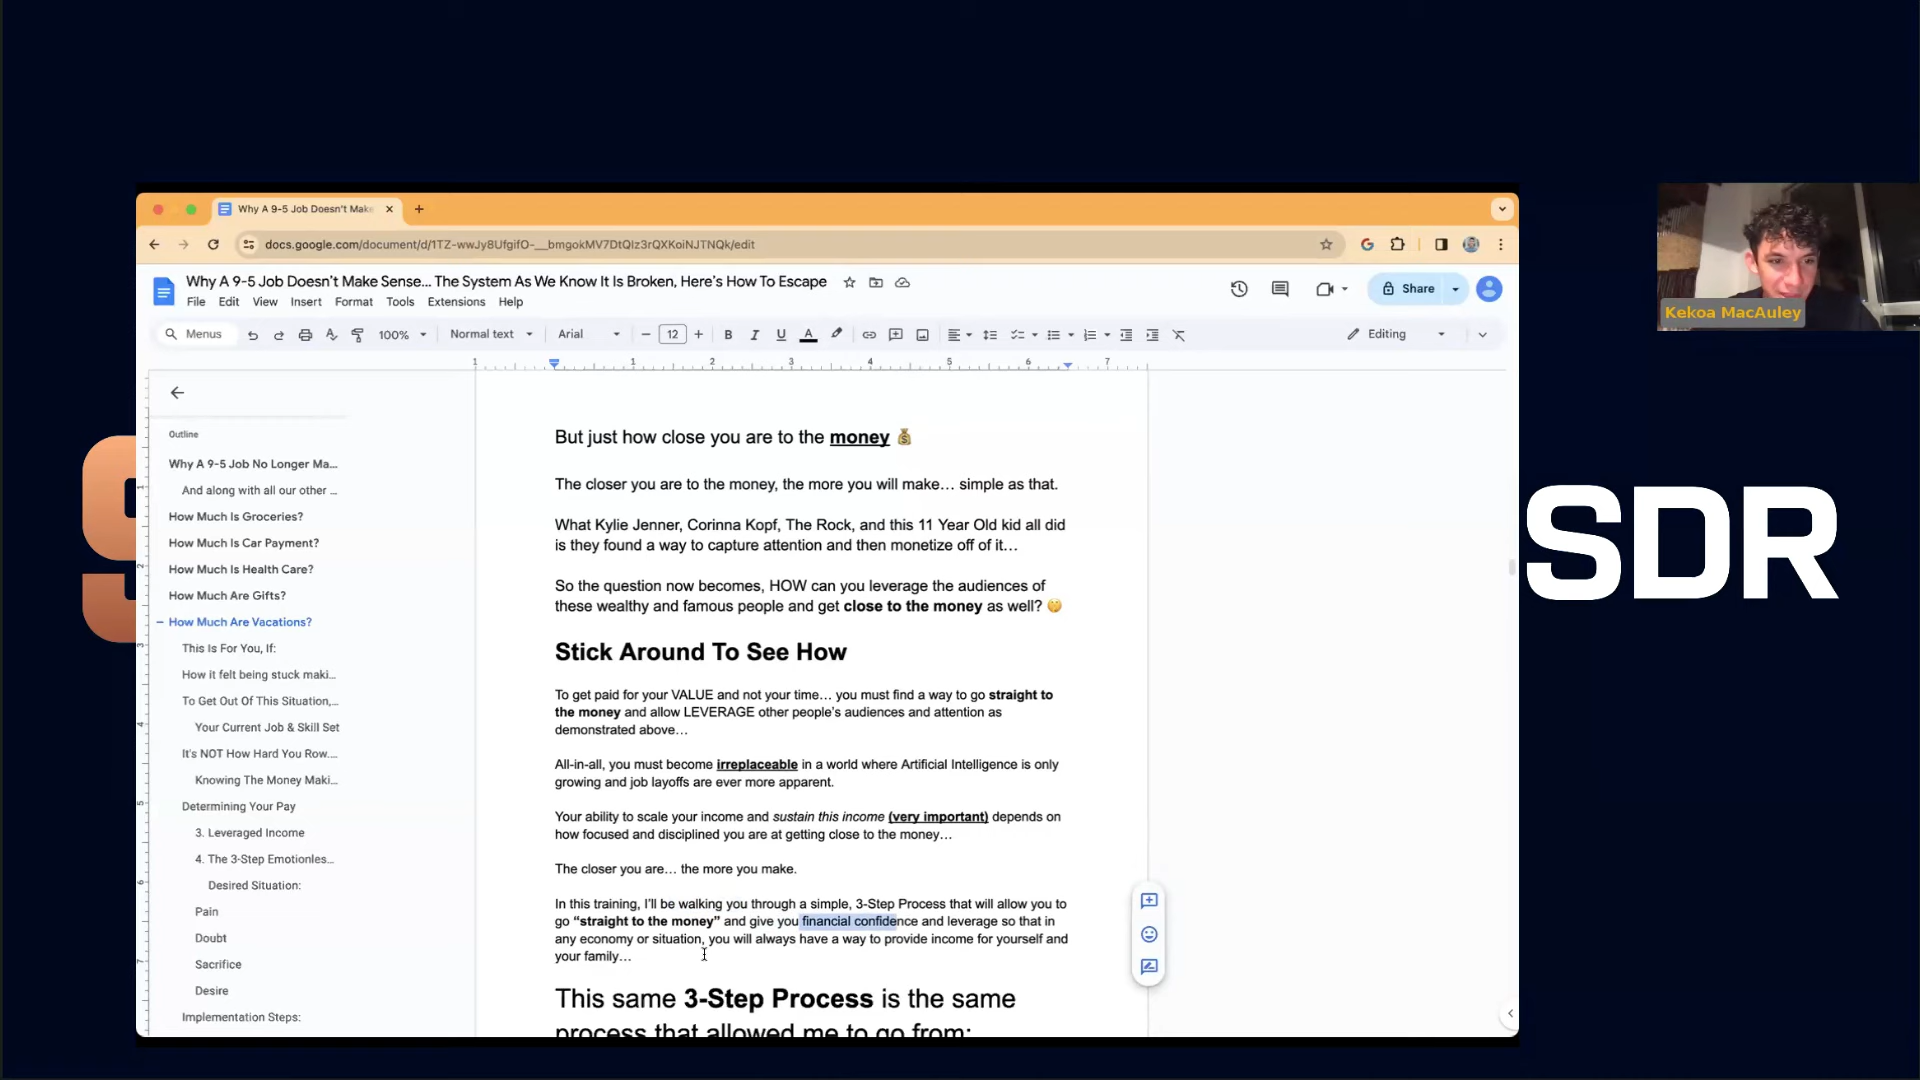 Why A 9-5 Job Doesn't Make
docs.google.com/document/d/1TZ-wwJy8UfgifO-__bmgokMV7DtQIz3rQXKoiNJTNQk/edit
Why A 9-5 Job Doesn't Make Sense... The System As We Know It Is Broken, Here's How To Escape
File Edit View Insert Format Tools Extensions Help
Share
Menus 100% Normal text Arial 12 Editing
1 1 2 3 4 5 6 7
Kekoa MacAuley
SDR
Outline
Why A 9-5 Job No Longer Ma...
And along with all our other ...
How Much Is Groceries?
How Much Is Car Payment?
How Much Is Health Care?
How Much Are Gifts?
How Much Are Vacations?
This Is For You, If:
How it felt being stuck maki...
To Get Out Of This Situation,...
Your Current Job & Skill Set
It's NOT How Hard You Row....
Knowing The Money Maki...
Determining Your Pay
3. Leveraged Income
4. The 3-Step Emotionles...
Desired Situation:
Pain
Doubt
Sacrifice
Desire
Implementation Steps:
But just how close you are to the money 💰
The closer you are to the money, the more you will make… simple as that.
What Kylie Jenner, Corinna Kopf, The Rock, and this 11 Year Old kid all did
is they found a way to capture attention and then monetize off of it…
So the question now becomes, HOW can you leverage the audiences of
these wealthy and famous people and get close to the money as well? 🤔
Stick Around To See How
To get paid for your VALUE and not your time… you must find a way to go straight to
the money and allow LEVERAGE other people's audiences and attention as
demonstrated above…
All-in-all, you must become irreplaceable in a world where Artificial Intelligence is only
growing and job layoffs are ever more apparent.
Your ability to scale your income and sustain this income (very important) depends on
how focused and disciplined you are at getting close to the money…
The closer you are… the more you make.
In this training, I'll be walking you through a simple, 3-Step Process that will allow you to
go “straight to the money” and give you financial confidence and leverage so that in
any economy or situation, you will always have a way to provide income for yourself and
your family…
This same 3-Step Process is the same
process that allowed me to go from: